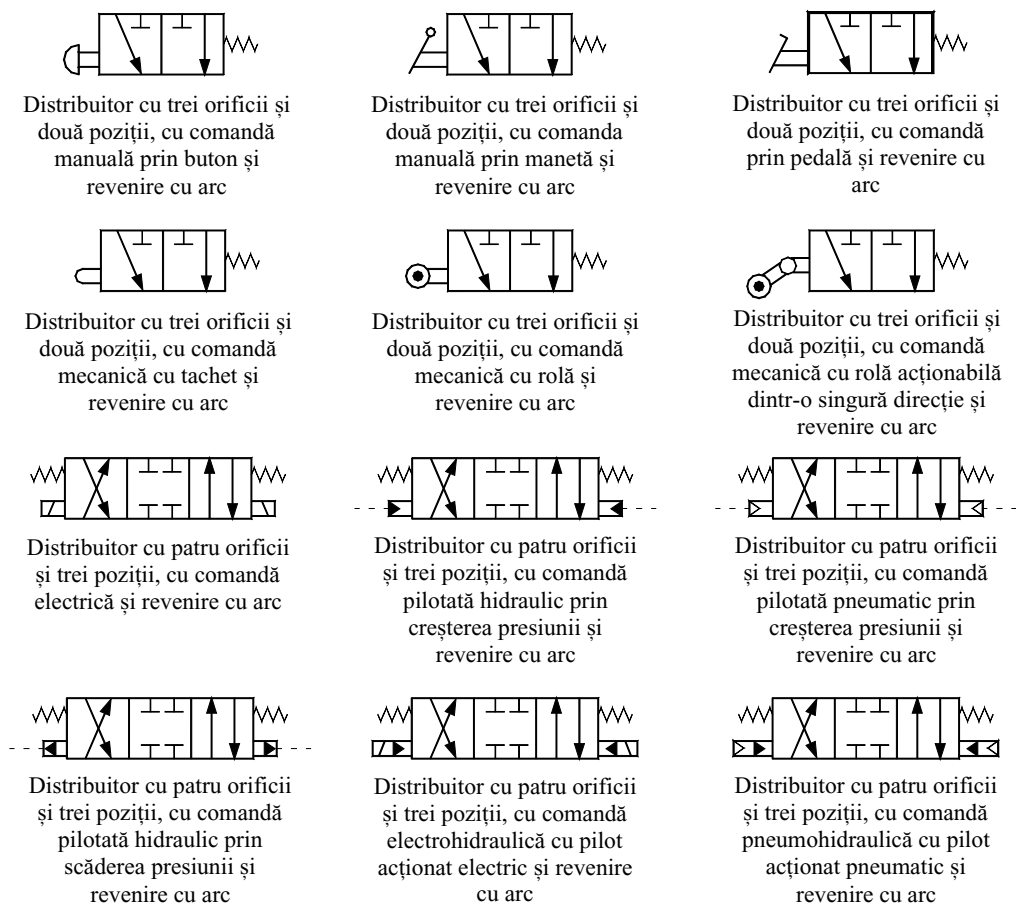 Distribuitor cu trei orificii și
două poziții, cu comandă
manuală prin buton și
revenire cu arc
Distribuitor cu trei orificii și
două poziții, cu comanda
manuală prin manetă și
revenire cu arc
Distribuitor cu trei orificii și
două poziții, cu comandă
prin pedală și revenire cu
arc
Distribuitor cu trei orificii și
două poziții, cu comandă
mecanică cu tachet și
revenire cu arc
Distribuitor cu trei orificii și
două poziții, cu comandă
mecanică cu rolă și
revenire cu arc
Distribuitor cu trei orificii și
două poziții, cu comandă
mecanică cu rolă acționabilă
dintr-o singură direcție și
revenire cu arc
Distribuitor cu patru orificii
și trei poziții, cu comandă
electrică și revenire cu arc
Distribuitor cu patru orificii
și trei poziții, cu comandă
pilotată hidraulic prin
creșterea presiunii și
revenire cu arc
Distribuitor cu patru orificii
și trei poziții, cu comandă
pilotată pneumatic prin
creșterea presiunii și
revenire cu arc
Distribuitor cu patru orificii
și trei poziții, cu comandă
pilotată hidraulic prin
scăderea presiunii și
revenire cu arc
Distribuitor cu patru orificii
și trei poziții, cu comandă
electrohidraulică cu pilot
acționat electric și revenire
cu arc
Distribuitor cu patru orificii
și trei poziții, cu comandă
pneumohidraulică cu pilot
acționat pneumatic și
revenire cu arc